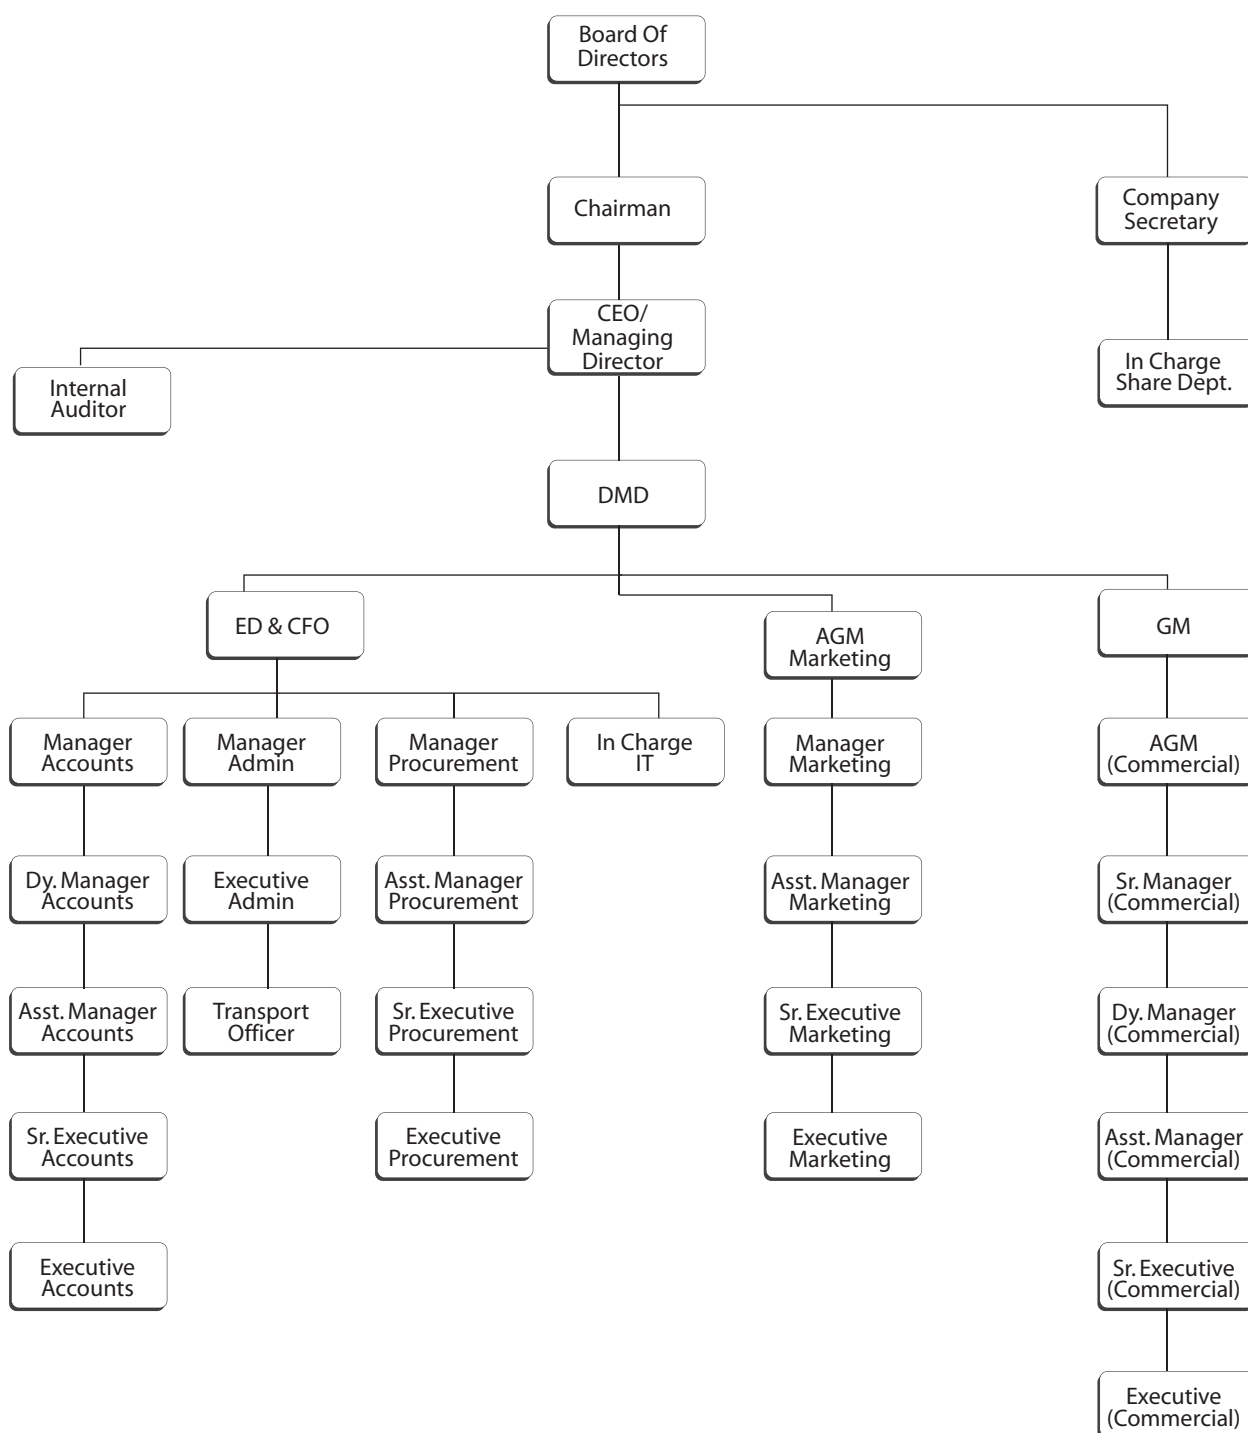 Board Of
Directors
Chairman
Company
Secretary
CEO/
Managing
Director
Internal
Auditor
In Charge
Share Dept.
DMD
ED & CFO
AGM
Marketing
GM
Manager
Accounts
Manager
Admin
Manager
Procurement
In Charge
IT
Manager
Marketing
AGM
(Commercial)
Dy. Manager
Accounts
Executive
Admin
Asst. Manager
Procurement
Asst. Manager
Marketing
Sr. Manager
(Commercial)
Asst. Manager
Accounts
Transport
Officer
Sr. Executive
Procurement
Sr. Executive
Marketing
Dy. Manager
(Commercial)
Sr. Executive
Accounts
Executive
Procurement
Executive
Marketing
Asst. Manager
(Commercial)
Executive
Accounts
Sr. Executive
(Commercial)
Executive
(Commercial)